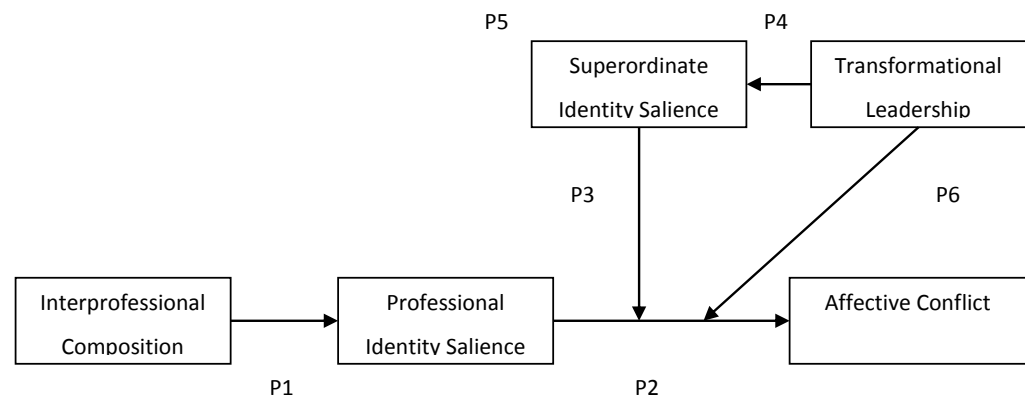 P5
P4
Superordinate
Identity Salience
Transformational
Leadership
P3
P6
Interprofessional
Composition
Professional
Identity Salience
Affective Conflict
P1
P2